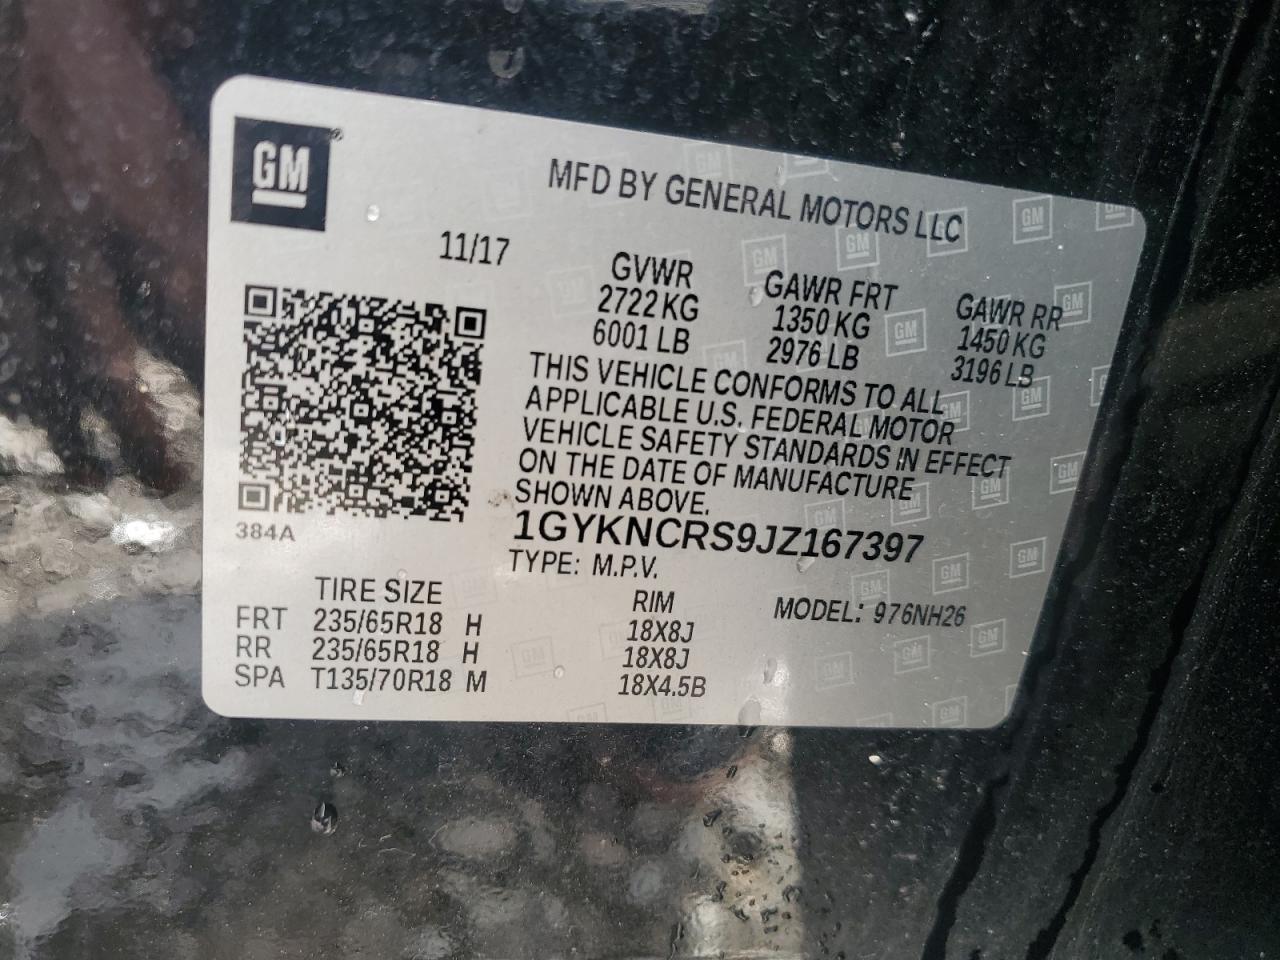 GM
MFD BY GENERAL MOTORS LLC
11/17
GVWR GAWR FRT GAWR RR
2722 KG 1350 KG 1450 KG
6001 LB 2976 LB 3196 LB
THIS VEHICLE CONFORMS TO ALL
APPLICABLE U.S. FEDERAL MOTOR
VEHICLE SAFETY STANDARDS IN EFFECT
ON THE DATE OF MANUFACTURE
SHOWN ABOVE.
384A
1GYKNCRS9JZ167397
TYPE: M.P.V.
TIRE SIZE RIM MODEL: 976NH26
FRT 235/65R18 H 18X8J
RR 235/65R18 H 18X8J
SPA T135/70R18 M 18X4.5B